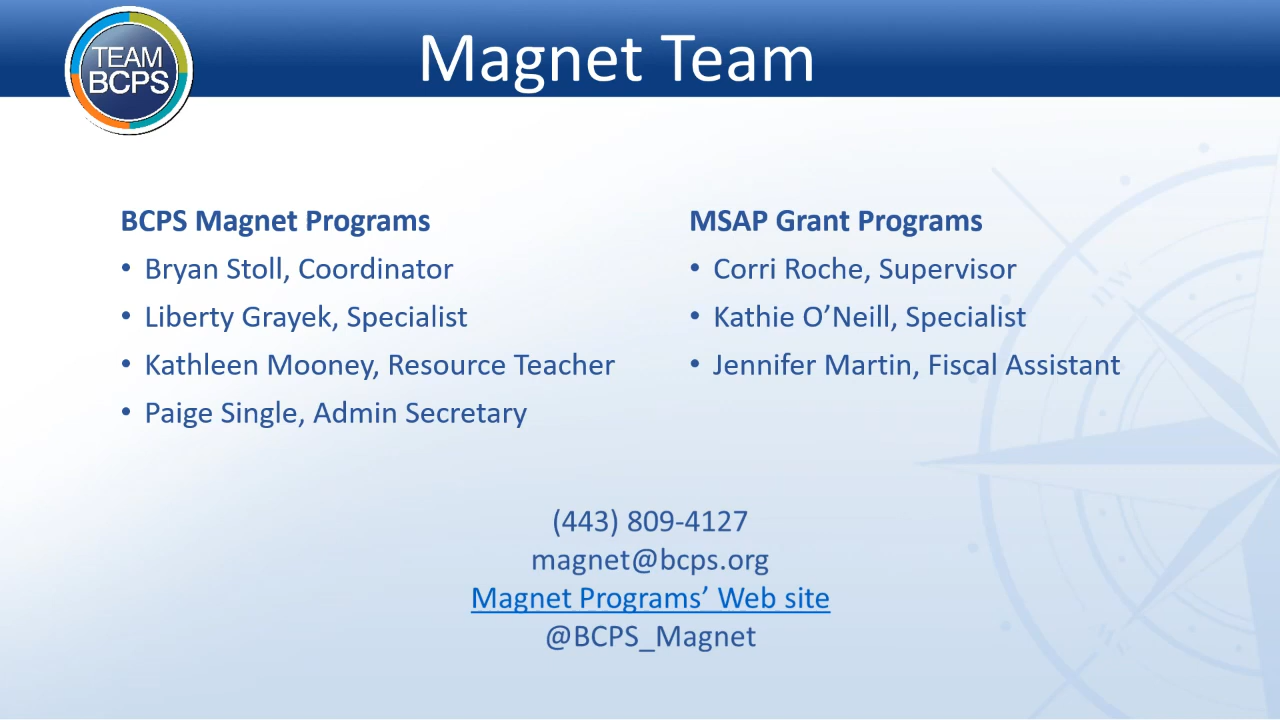 TEAM
BCPS
Magnet Team
BCPS Magnet Programs
• Bryan Stoll, Coordinator
• Liberty Grayek, Specialist
• Kathleen Mooney, Resource Teacher
• Paige Single, Admin Secretary
MSAP Grant Programs
• Corri Roche, Supervisor
• Kathie O’Neill, Specialist
• Jennifer Martin, Fiscal Assistant
(443) 809-4127
magnet@bcps.org
Magnet Programs’ Web site
@BCPS_Magnet
NW